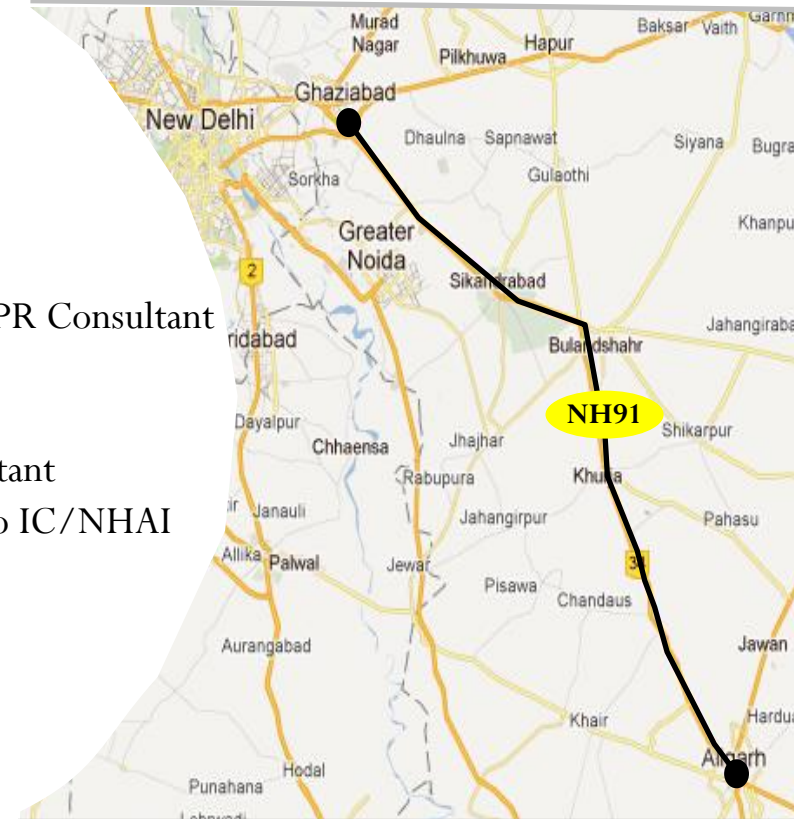 PR Consultant
tant
o IC/NHAI
Murad
Nagar
Hapur
Baksar
Vaith
Pilkhuwa
Ghaziabad
New Delhi
Dhaulna
Sapnawat
Siyana
Bugra
Sorkha
Gulaothi
Khanpu
Greater
Noida
2
Sikandrabad
Jahangiraba
ridabad
Bulandshahr
NH91
Dayalpur
Shikarpur
Chhaensa
Jhajhar
Rabupura
Khurja
Janauli
Jahangirpur
Pahasu
Allika
Palwal
Jewar
Pisawa
Chandaus
Aurangabad
Jawan
Khair
Hardua
Aligarh
Hodal
Punahana